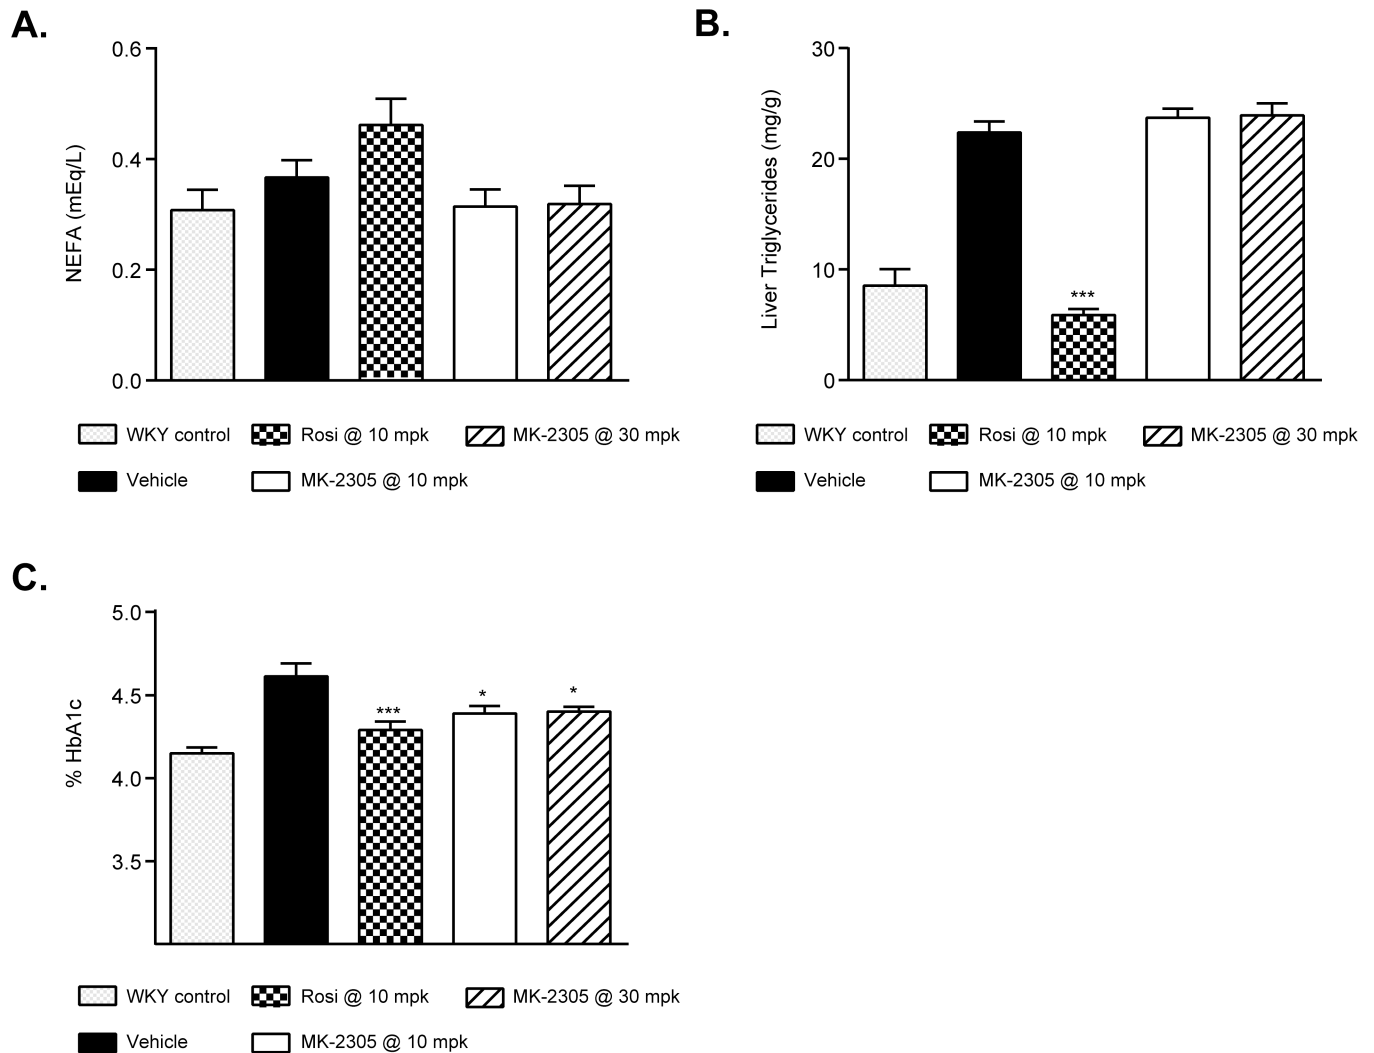 A.
0.6
0.4
0.2
0.0
NEFA (mEq/L)
WKY control Rosi @ 10 mpk MK-2305 @ 30 mpk
Vehicle MK-2305 @ 10 mpk
B.
30
20
10
0
Liver Triglycerides (mg/g)
***
WKY control Rosi @ 10 mpk MK-2305 @ 30 mpk
Vehicle MK-2305 @ 10 mpk
C.
5.0
4.5
4.0
3.5
% HbA1c
*** * *
WKY control Rosi @ 10 mpk MK-2305 @ 30 mpk
Vehicle MK-2305 @ 10 mpk